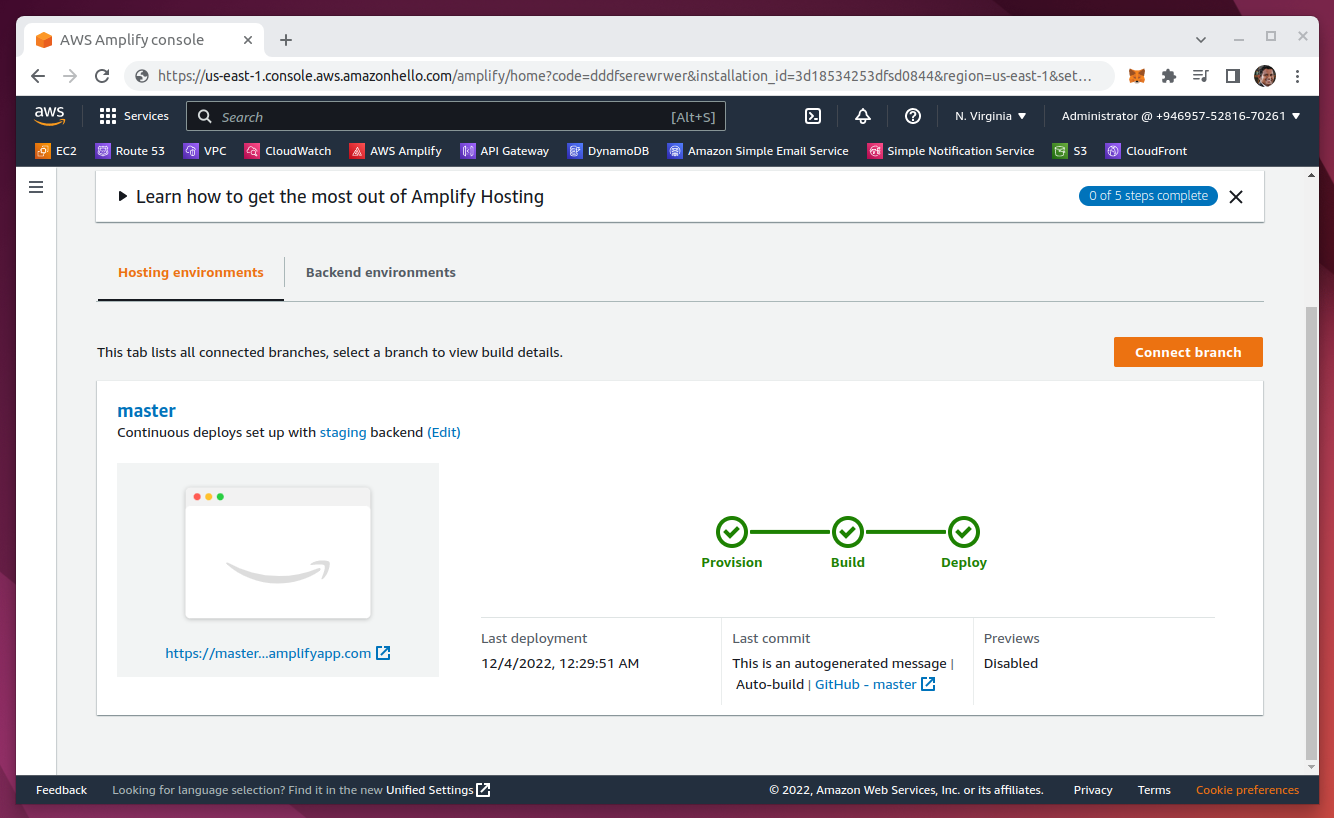 AWS Amplify console
https://us-east-1.console.aws.amazonhello.com/amplify/home?code=dddfserewrwer&installation_id=3d18534253dfsd0844&region=us-east-1&set...
aws Services Search [Alt+S] N. Virginia Administrator @ +946957-52816-70261
EC2 Route 53 VPC CloudWatch AWS Amplify API Gateway DynamoDB Amazon Simple Email Service Simple Notification Service S3 CloudFront
Learn how to get the most out of Amplify Hosting 0 of 5 steps complete
Hosting environments Backend environments
This tab lists all connected branches, select a branch to view build details. Connect branch
master
Continuous deploys set up with staging backend (Edit)
Provision Build Deploy
https://master...amplifyapp.com
Last deployment
12/4/2022, 12:29:51 AM
Last commit
This is an autogenerated message |
Auto-build | GitHub - master
Previews
Disabled
Feedback Looking for language selection? Find it in the new Unified Settings © 2022, Amazon Web Services, Inc. or its affiliates. Privacy Terms Cookie preferences